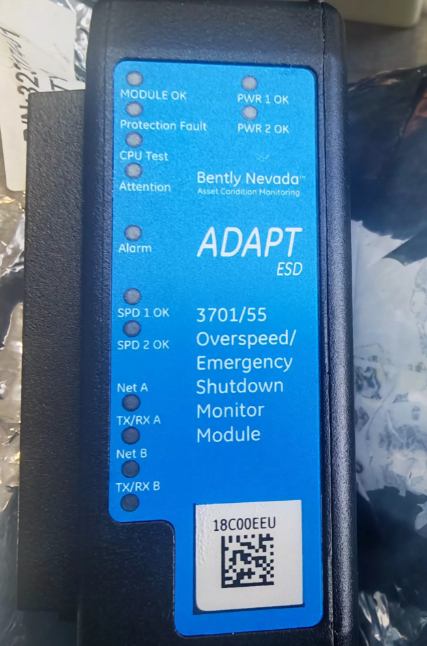 MODULE OK
PWR 1 OK
Protection Fault
PWR 2 OK
CPU Test
Attention
Bently Nevada™
Asset Condition Monitoring
Alarm
ADAPT
ESD
SPD 1 OK
SPD 2 OK
3701/55
Overspeed/
Emergency
Shutdown
Monitor
Module
Net A
TX/RX A
Net B
TX/RX B
18C00EEU